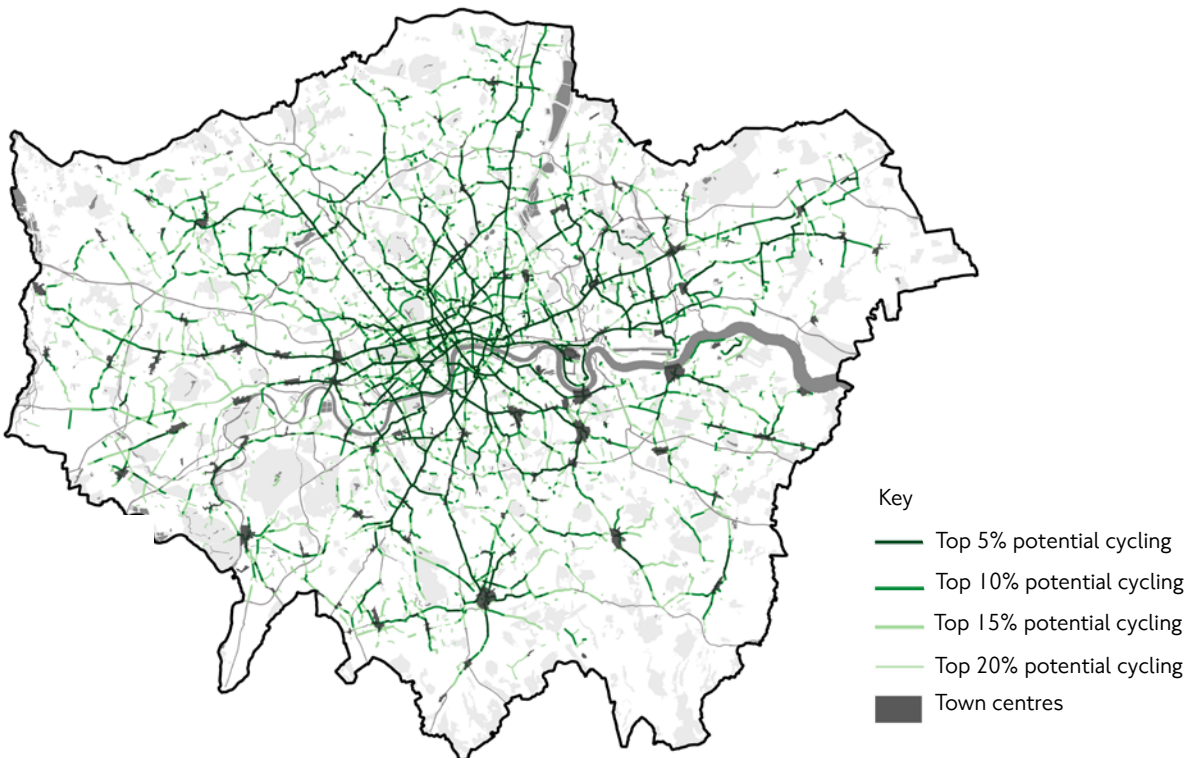 Key
Top 5% potential cycling
Top 10% potential cycling
Top 15% potential cycling
Top 20% potential cycling
Town centres